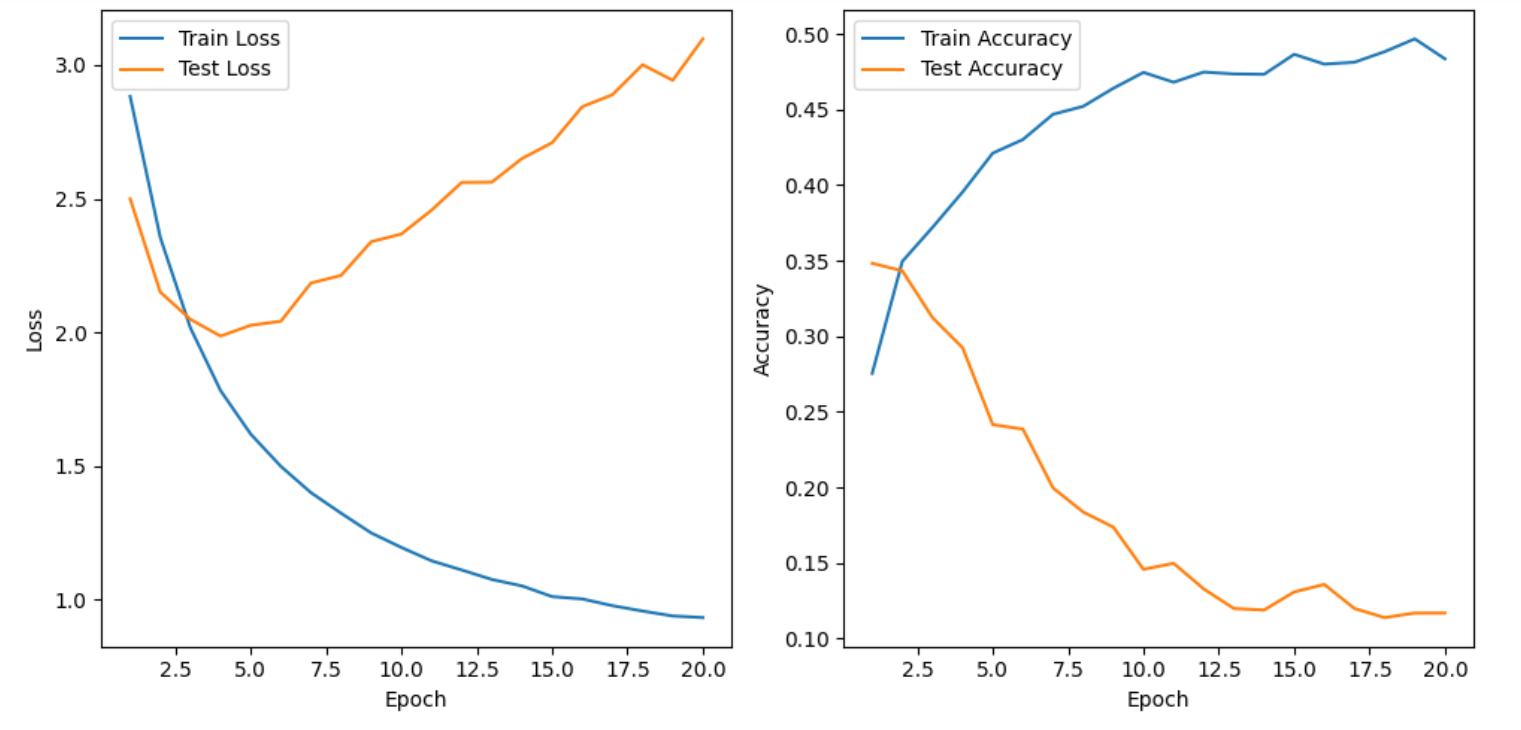 Train Loss
Test Loss
3.0
2.5
2.0
1.5
1.0
Loss
2.5 5.0 7.5 10.0 12.5 15.0 17.5 20.0
Epoch
Train Accuracy
Test Accuracy
0.50
0.45
0.40
0.35
0.30
0.25
0.20
0.15
0.10
Accuracy
2.5 5.0 7.5 10.0 12.5 15.0 17.5 20.0
Epoch